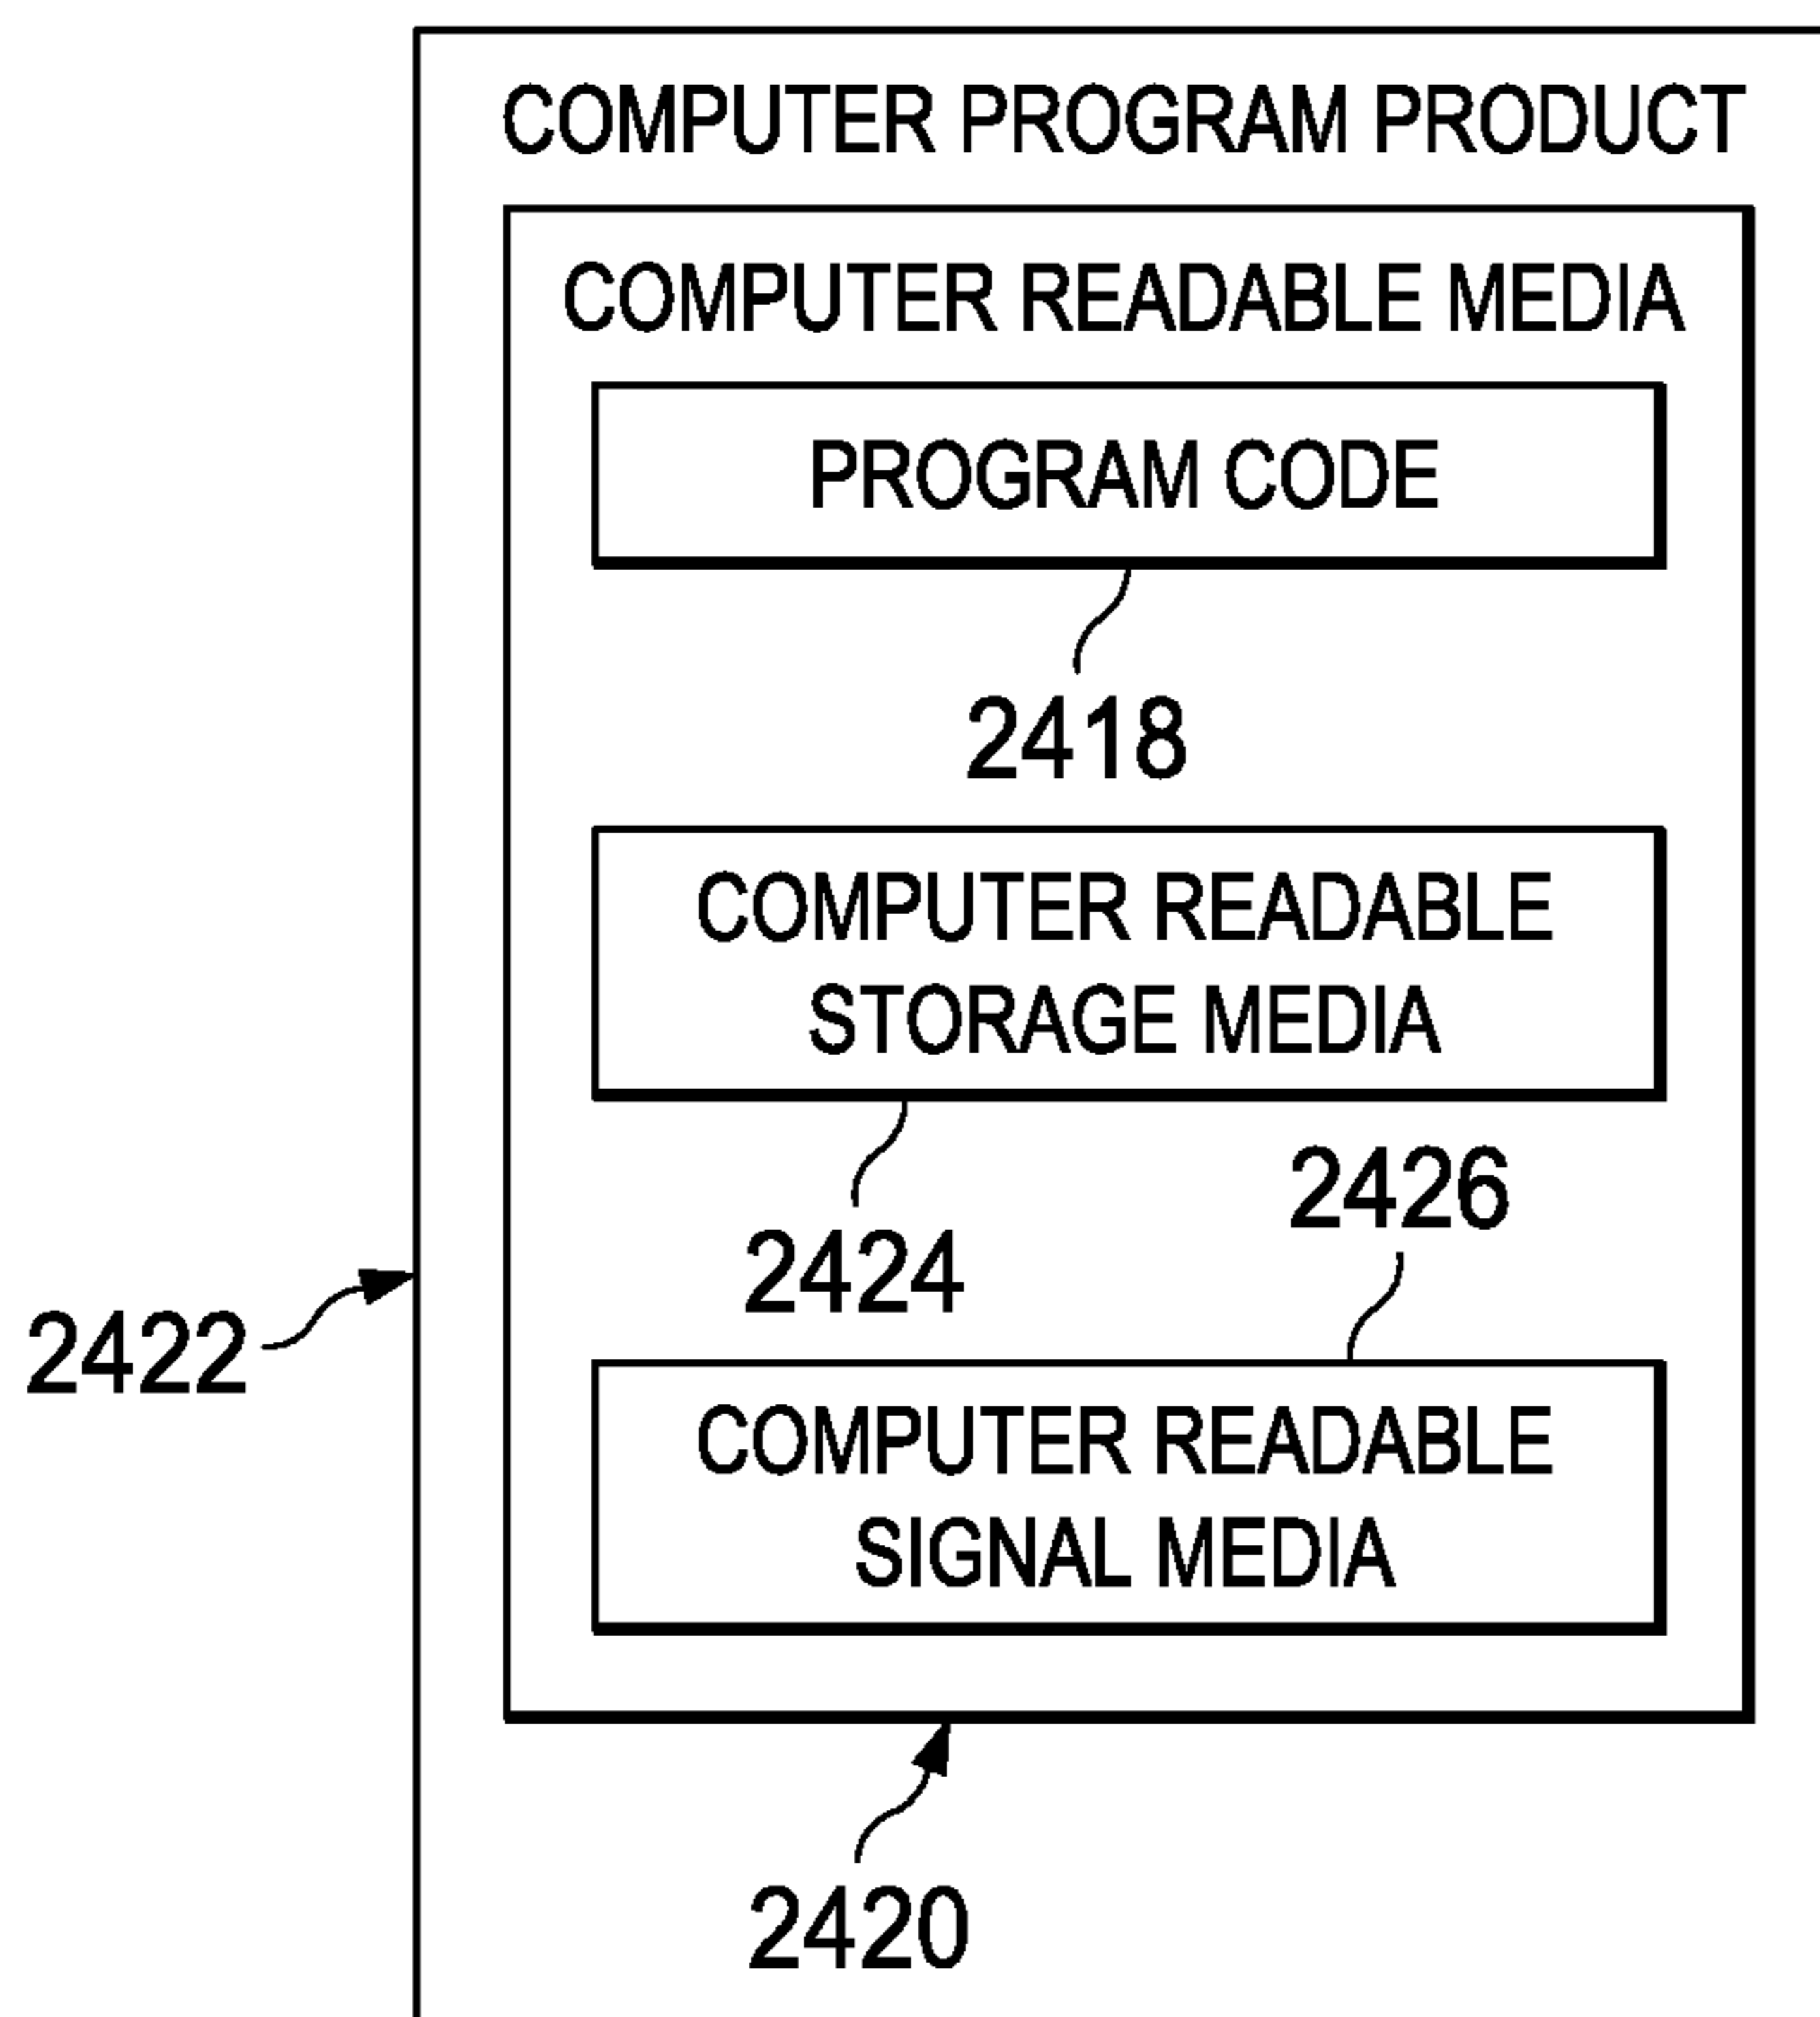 COMPUTER PROGRAM PRODUCT
COMPUTER READABLE MEDIA
PROGRAM CODE
2418
COMPUTER READABLE
STORAGE MEDIA
2426
2424
2422
COMPUTER READABLE
SIGNAL MEDIA
2420